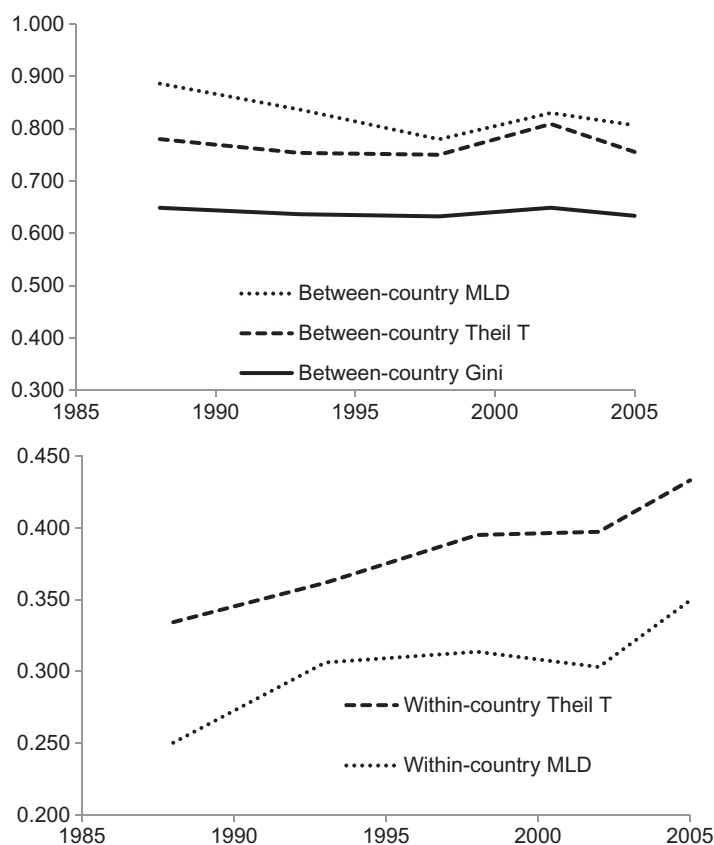 1.000
0.900
0.800
0.700
0.600
0.500
0.400
0.300
Between-country MLD
Between-country Theil T
Between-country Gini
1985 1990 1995 2000 2005
0.450
0.400
0.350
0.300
0.250
0.200
Within-country Theil T
Within-country MLD
1985 1990 1995 2000 2005